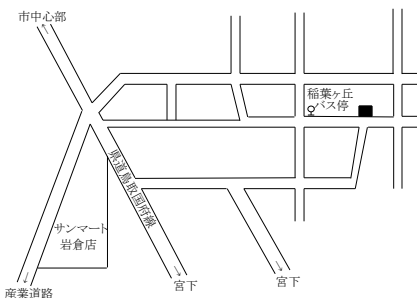 市中心部
稲葉ヶ丘
バス停
県道鳥取国府線
サンマート
岩倉店
産業道路
宮下
宮下